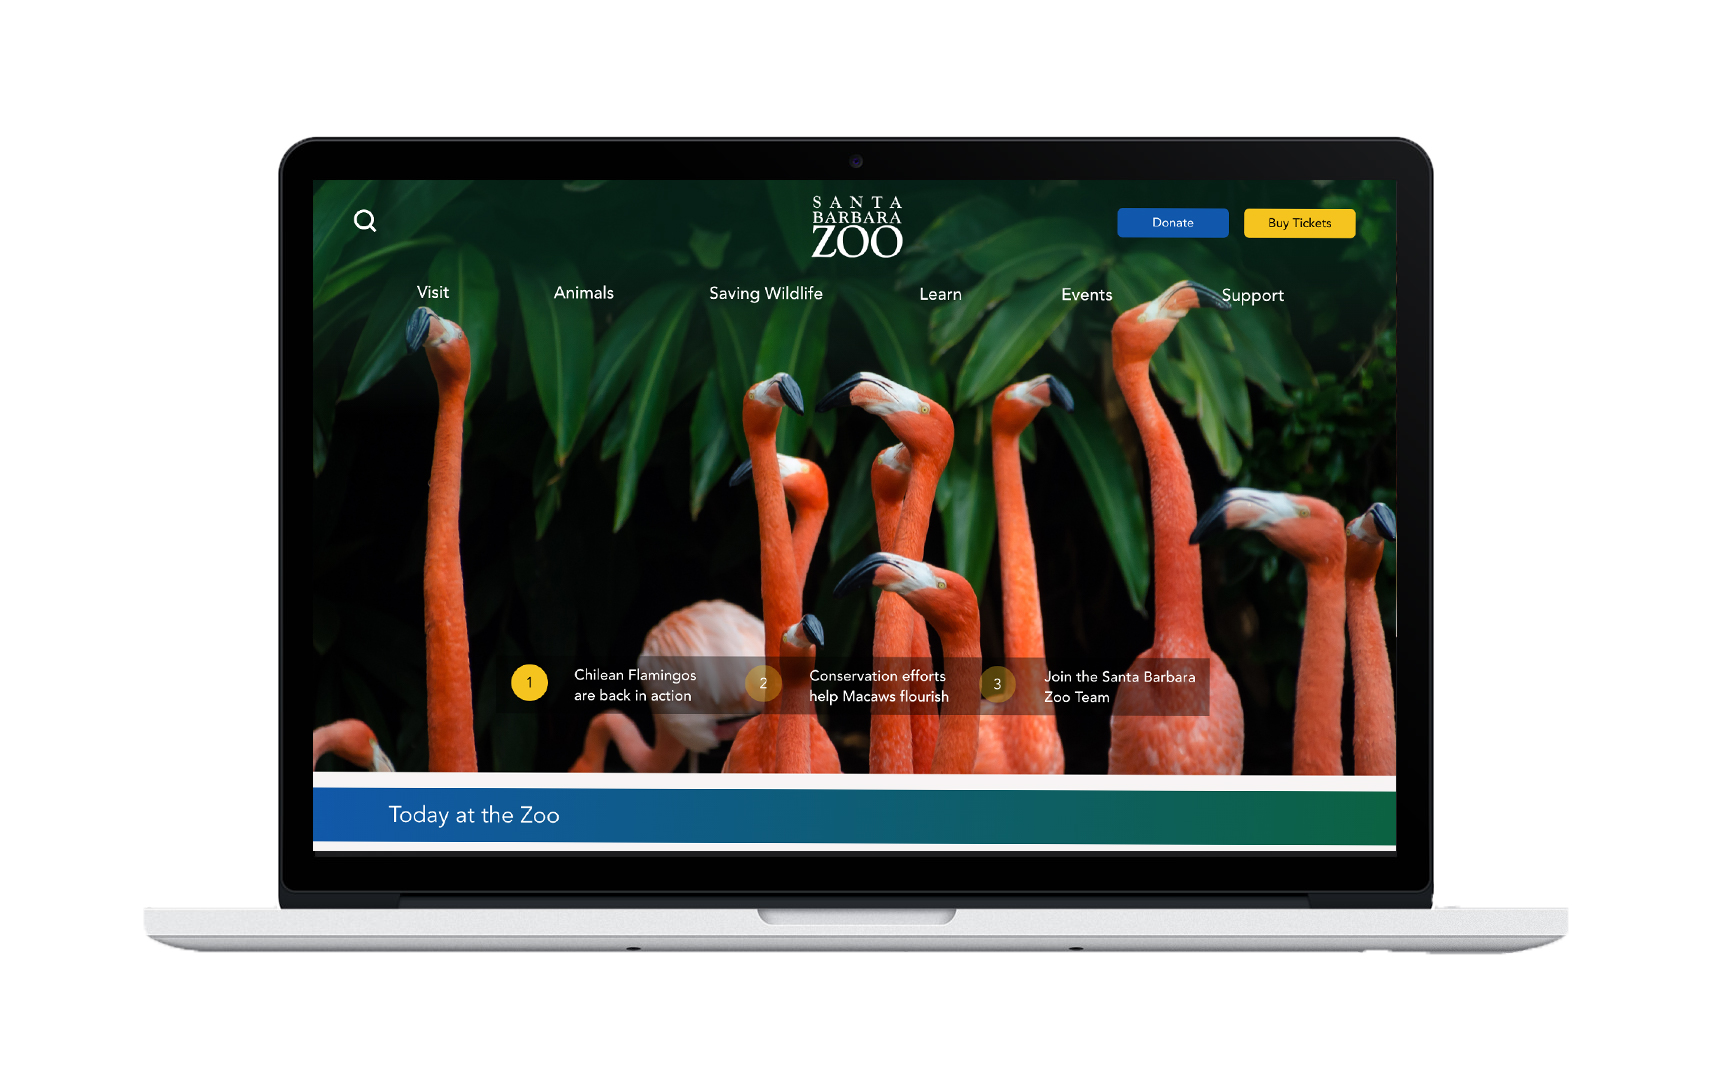 SANTA
BARBARA
ZOO
Donate
Buy Tickets
Visit
Animals
Saving Wildlife
Learn
Events
Support
1
Chilean Flamingos
are back in action
2
Conservation efforts
help Macaws flourish
3
Join the Santa Barbara
Zoo Team
Today at the Zoo